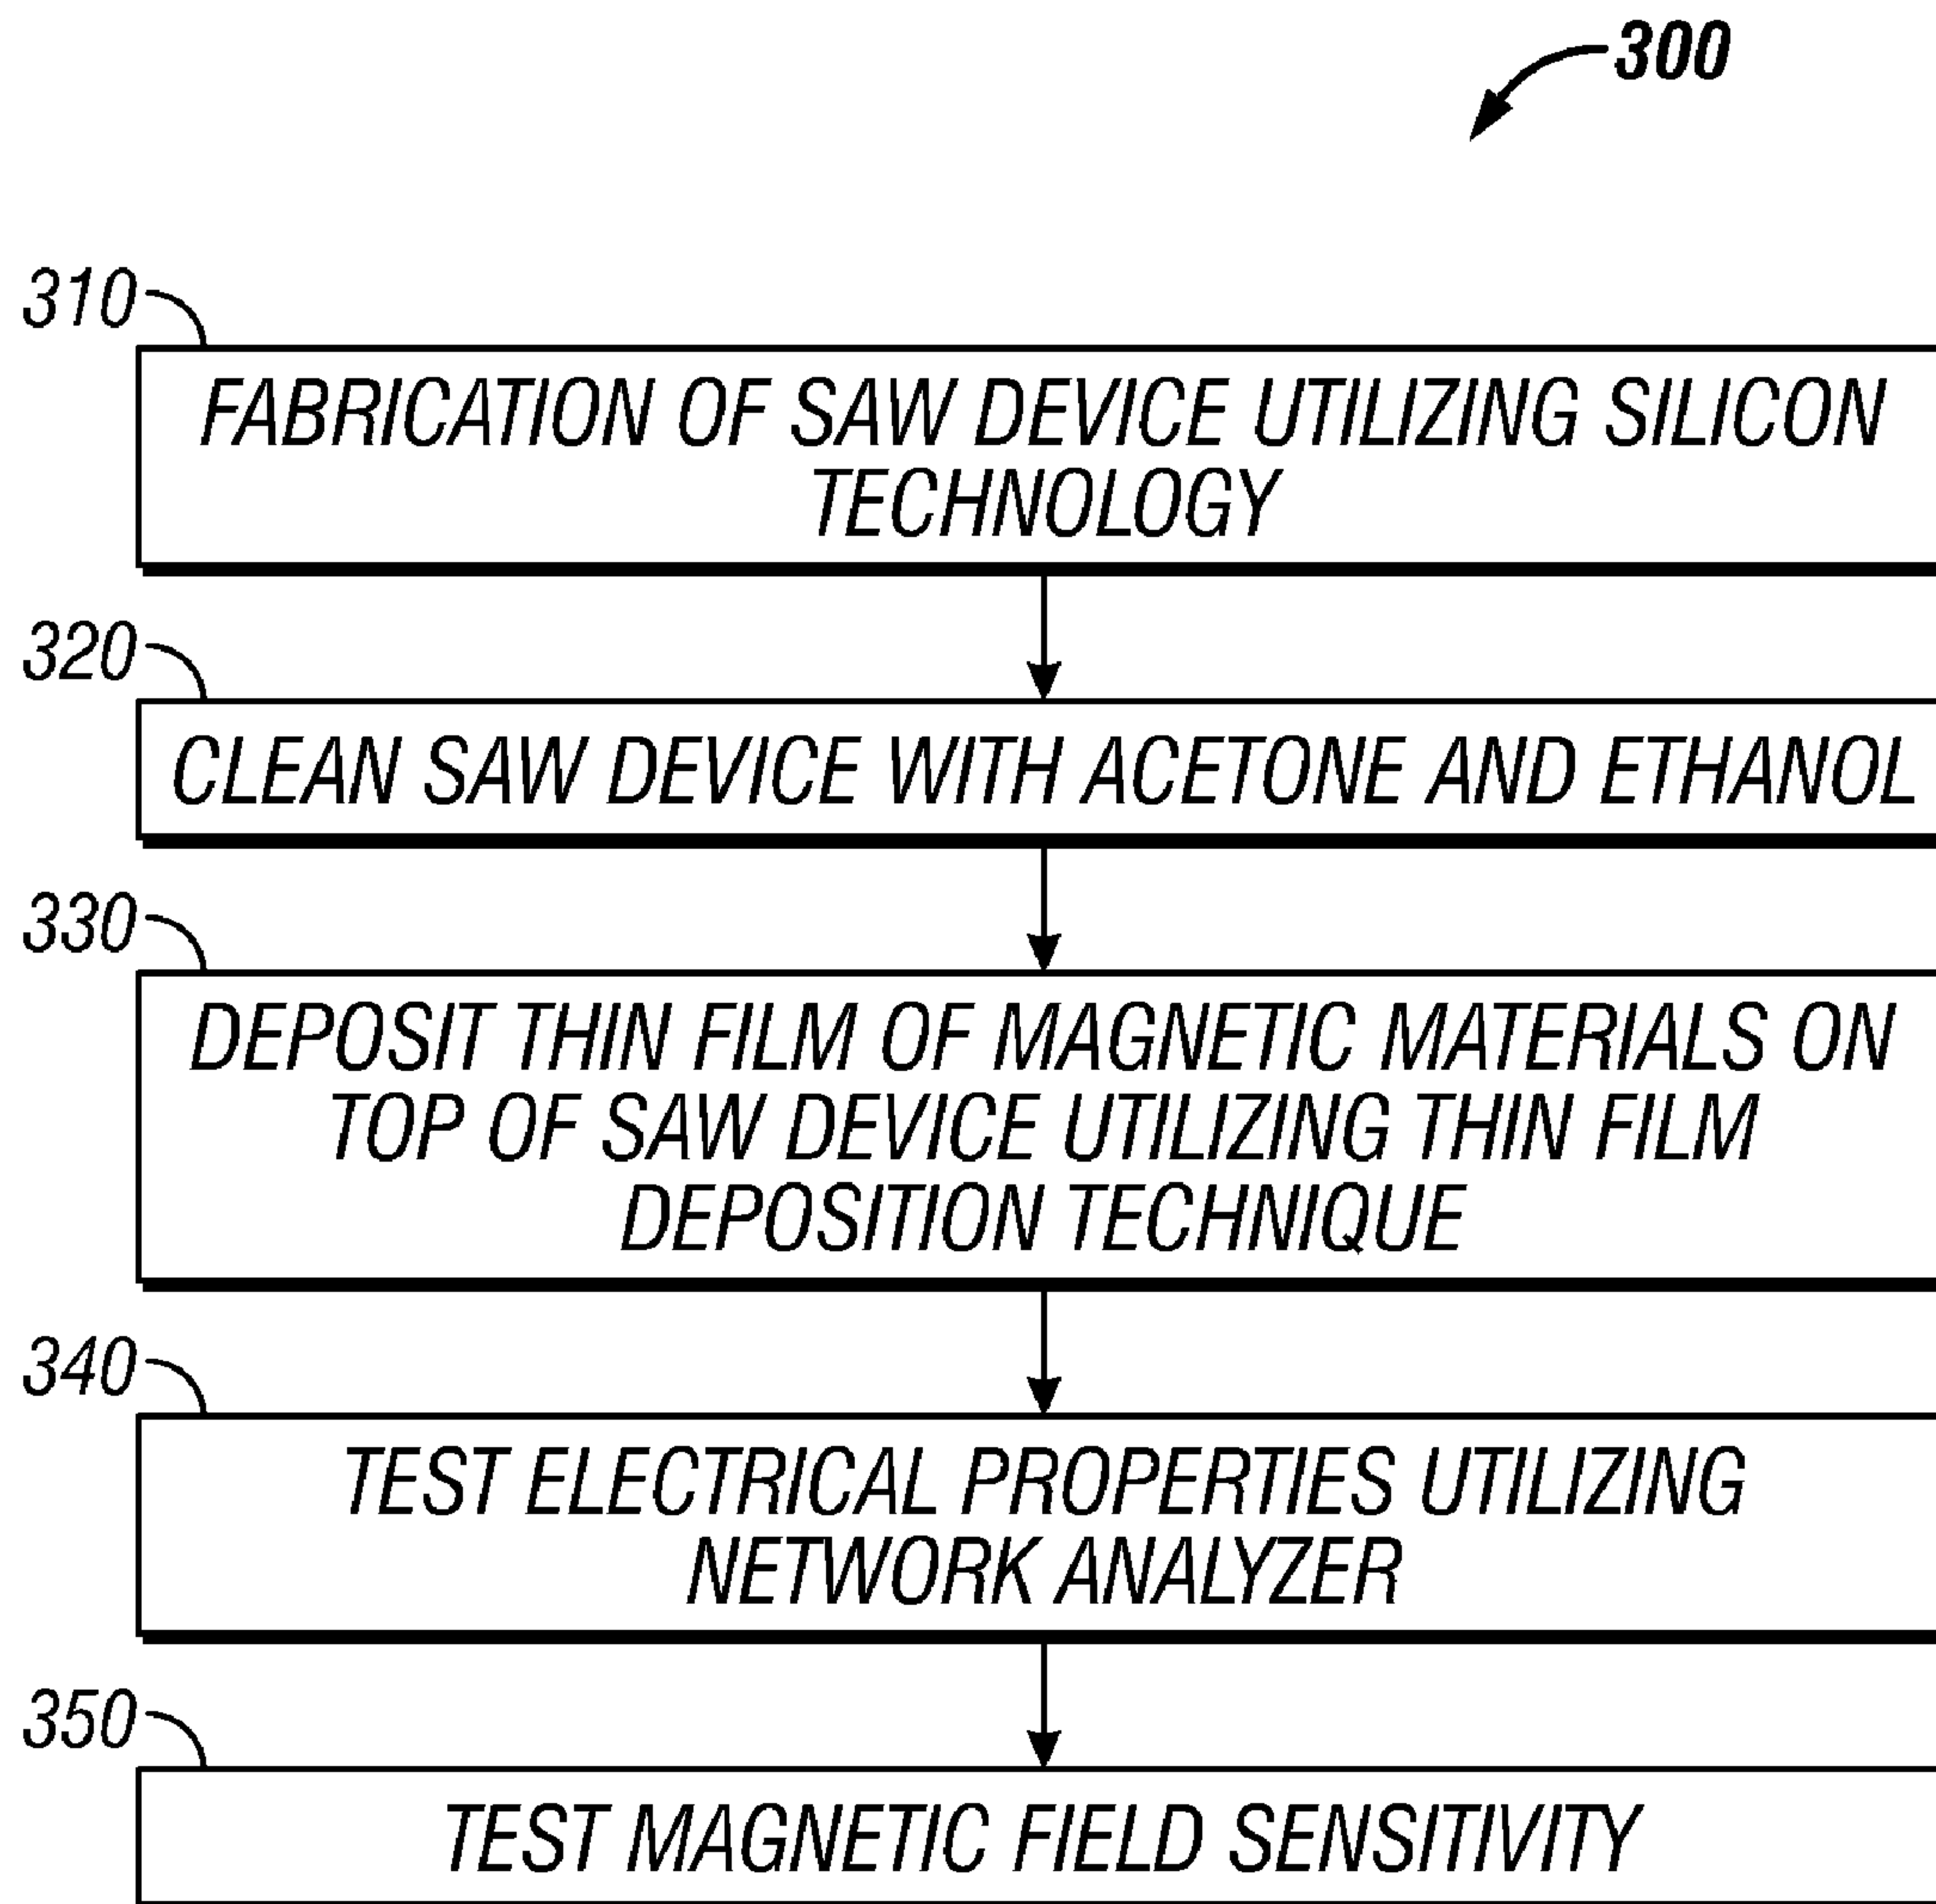 300
310
FABRICATION OF SAW DEVICE UTILIZING SILICON
TECHNOLOGY
320
CLEAN SAW DEVICE WITH ACETONE AND ETHANOL
330
DEPOSIT THIN FILM OF MAGNETIC MATERIALS ON
TOP OF SAW DEVICE UTILIZING THIN FILM
DEPOSITION TECHNIQUE
340
TEST ELECTRICAL PROPERTIES UTILIZING
NETWORK ANALYZER
350
TEST MAGNETIC FIELD SENSITIVITY